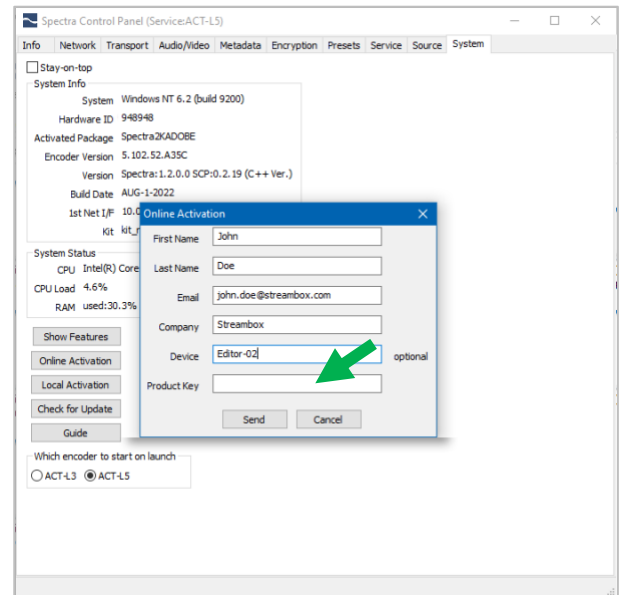 Spectra Control Panel (Service:ACT-L5)
Info Network Transport Audio/Video Metadata Encryption Presets Service Source System
Stay-on-top
System Info
System Windows NT 6.2 (build 9200)
Hardware ID 948948
Activated Package Spectra2KADOBE
Encoder Version 5.102.52.A35C
Version Spectra:1.2.0.0 SCP:0.2.19 (C++ Ver.)
Build Date AUG-1-2022
1st Net I/F 10.0
Kit kit_
System Status
CPU Intel(R) Core
CPU Load 4.6%
RAM used:30.3%
Show Features
Online Activation
Local Activation
Check for Update
Guide
Which encoder to start on launch
ACT-L3 ACT-L5
Online Activation
First Name John
Last Name Doe
Email john.doe@streambox.com
Company Streambox
Device Editor-02 optional
Product Key
Send Cancel